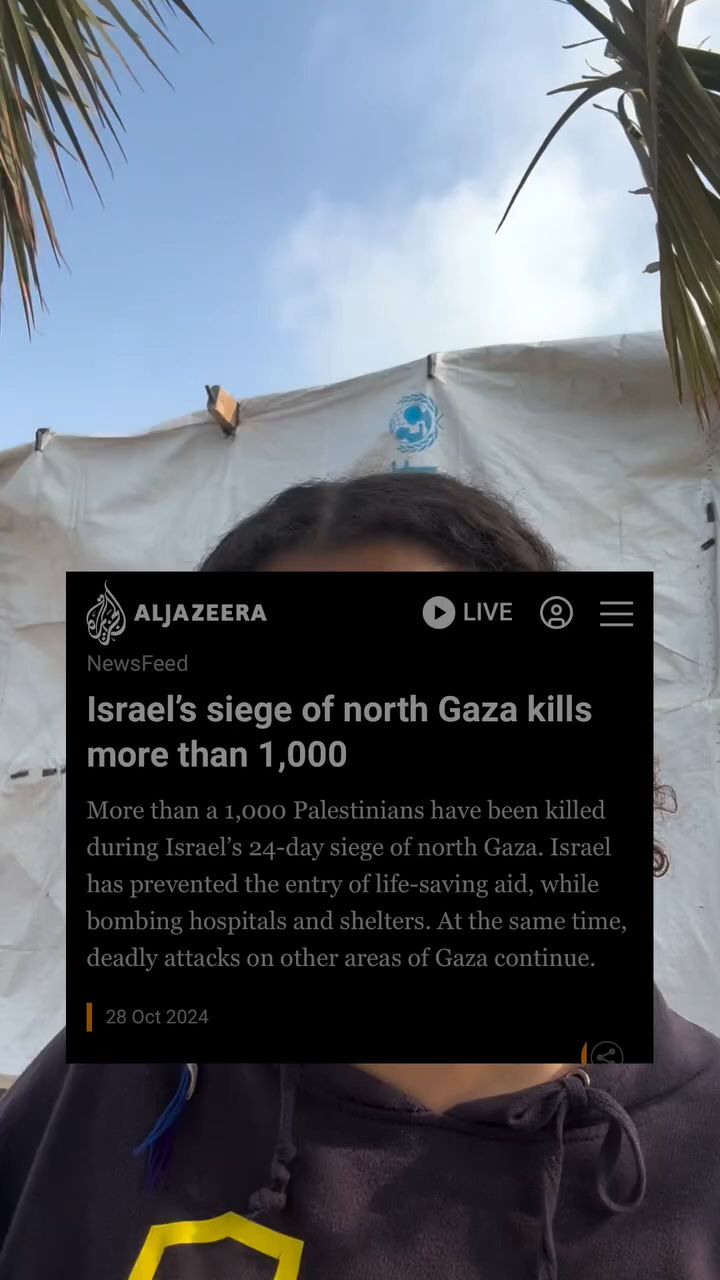 ALJAZEERA
LIVE
NewsFeed
Israel’s siege of north Gaza kills
more than 1,000
More than a 1,000 Palestinians have been killed
during Israel’s 24-day siege of north Gaza. Israel
has prevented the entry of life-saving aid, while
bombing hospitals and shelters. At the same time,
deadly attacks on other areas of Gaza continue.
28 Oct 2024